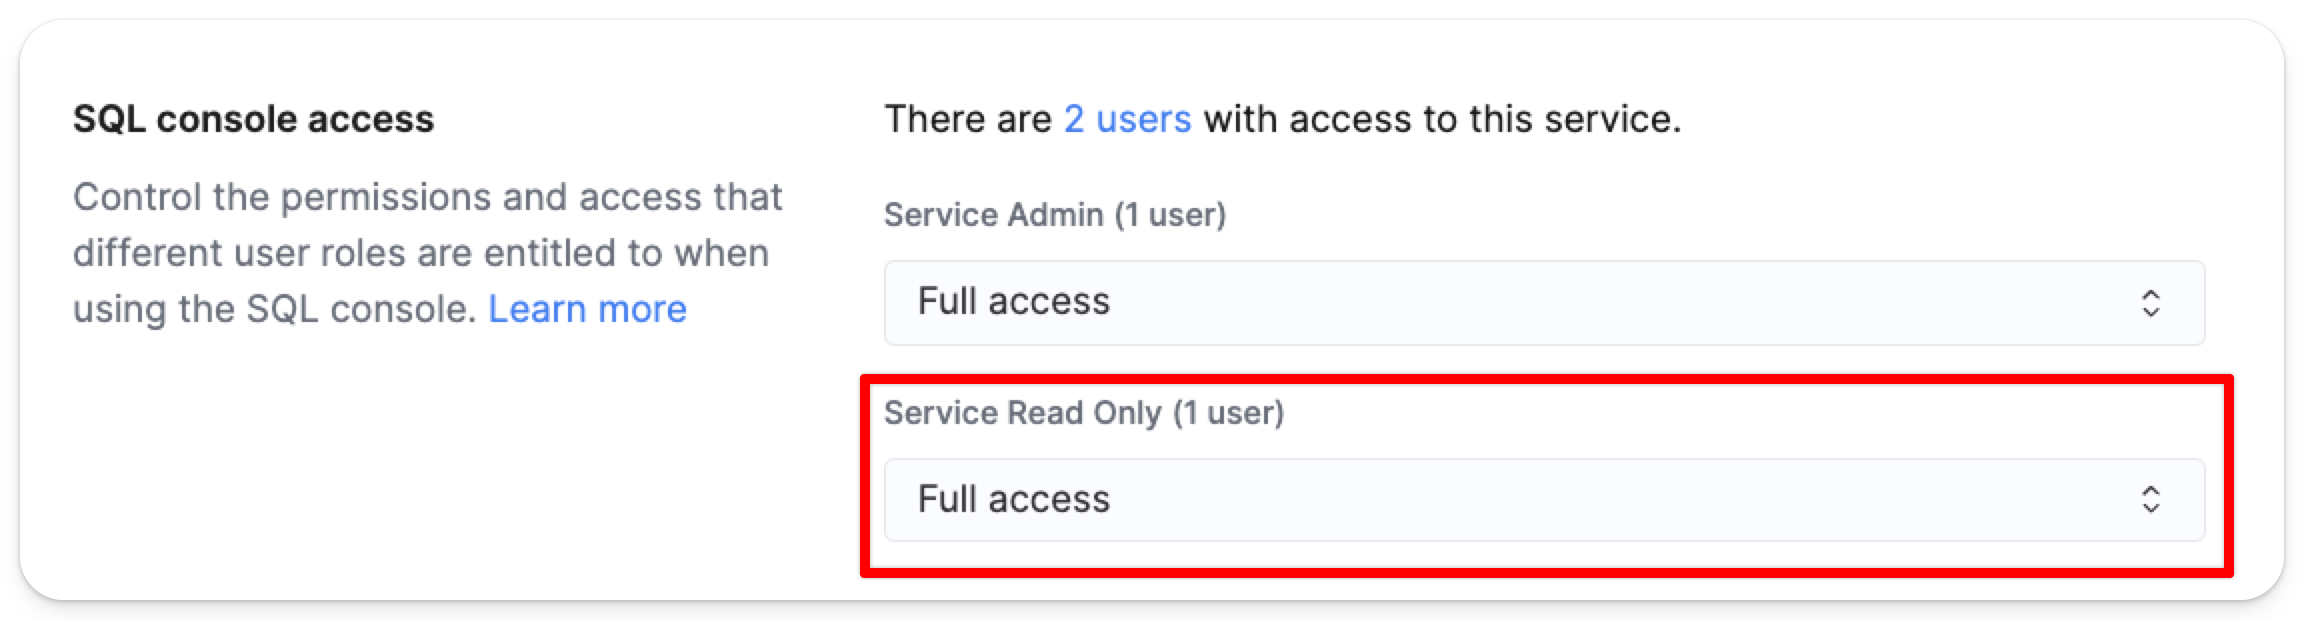 SQL console access
Control the permissions and access that
different user roles are entitled to when
using the SQL console. Learn more
There are 2 users with access to this service.
Service Admin (1 user)
Full access
Service Read Only (1 user)
Full access